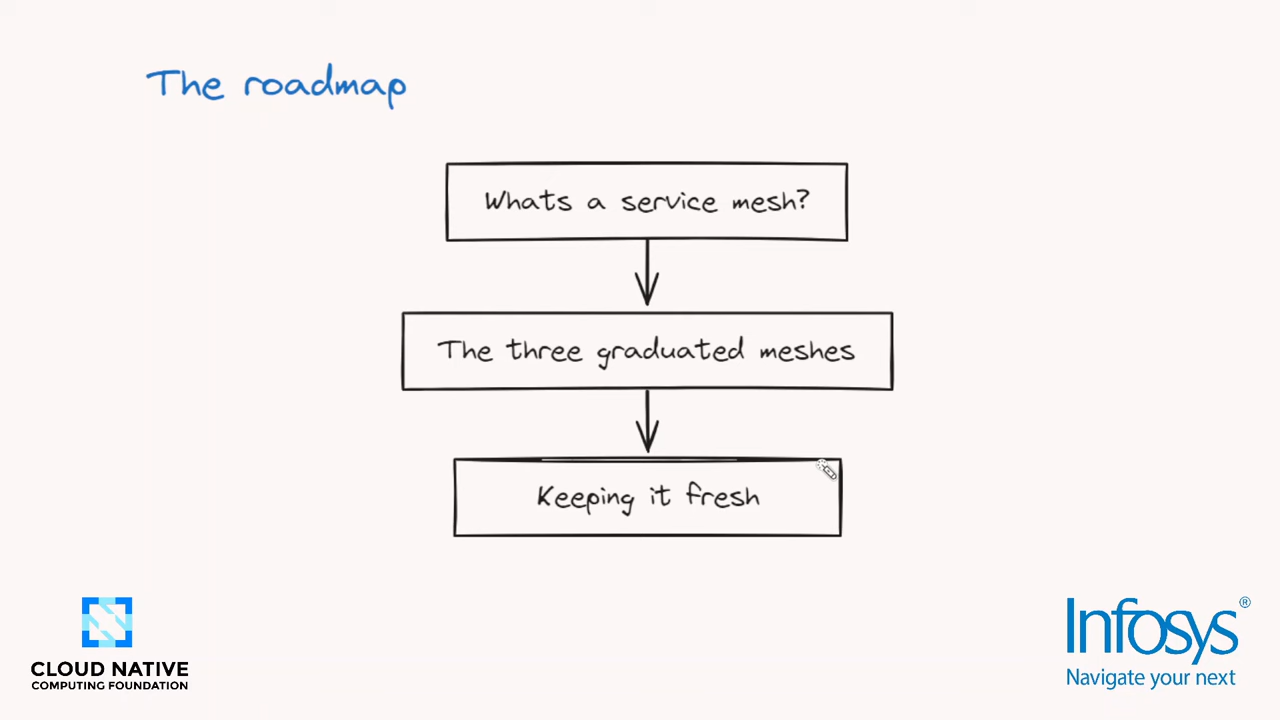 The roadmap
Whats a service mesh?
The three graduated meshes
Keeping it fresh
CLOUD NATIVE
COMPUTING FOUNDATION
Infosys®
Navigate your next